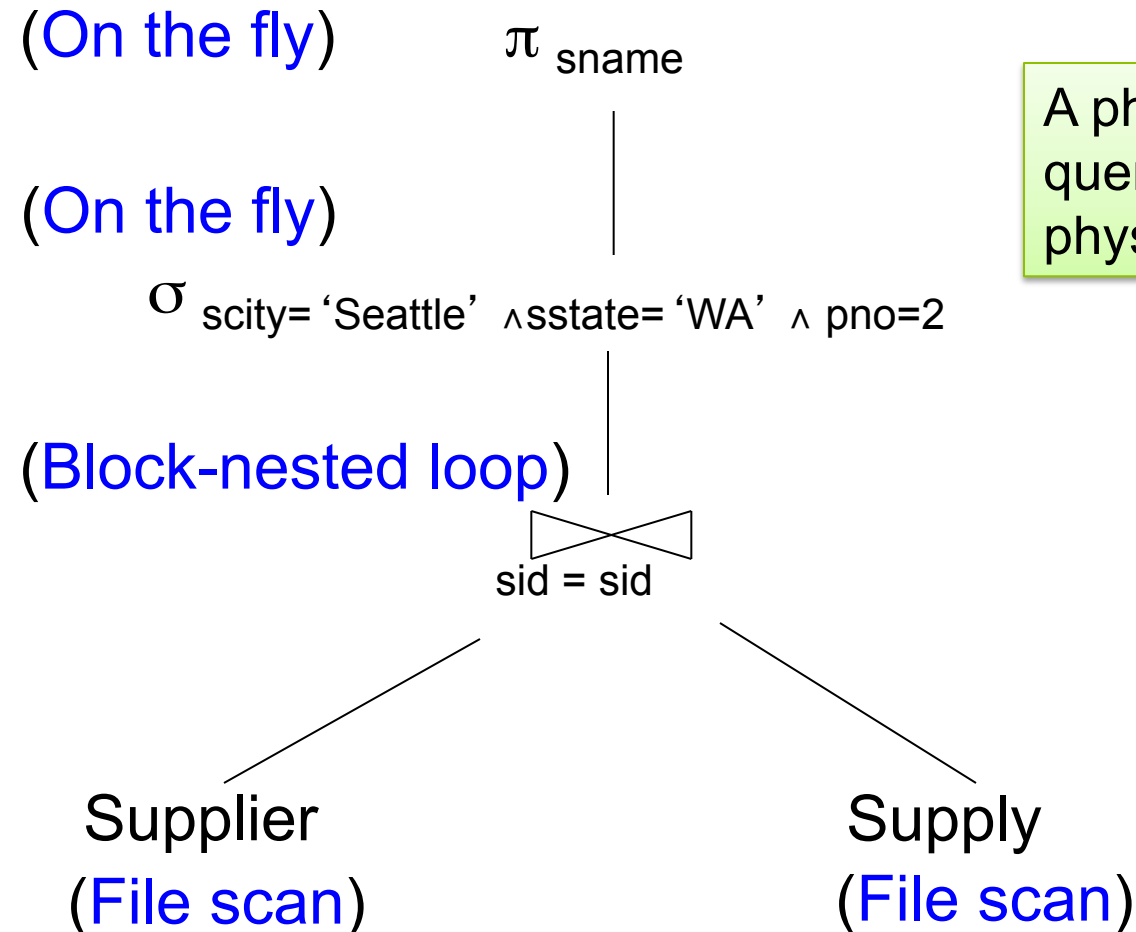 (On the fly)
π sname
A ph
quer
phys
(On the fly)
σ scity= ‘Seattle’ ∧sstate= ‘WA’ ∧ pno=2
(Block-nested loop)
sid = sid
Supplier
Supply
(File scan)
(File scan)